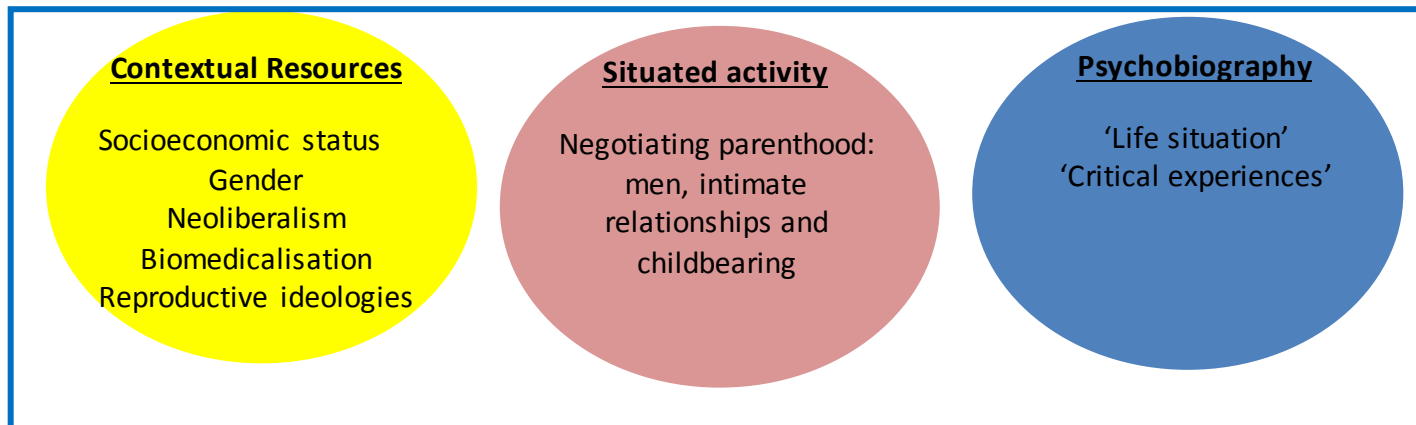 Contextual Resources
Socioeconomic status
Gender
Neoliberalism
Biomedicalisation
Reproductive ideologies
Situated activity
Negotiating parenthood:
men, intimate
relationships and
childbearing
Psychobiography
‘Life situation’
‘Critical experiences’